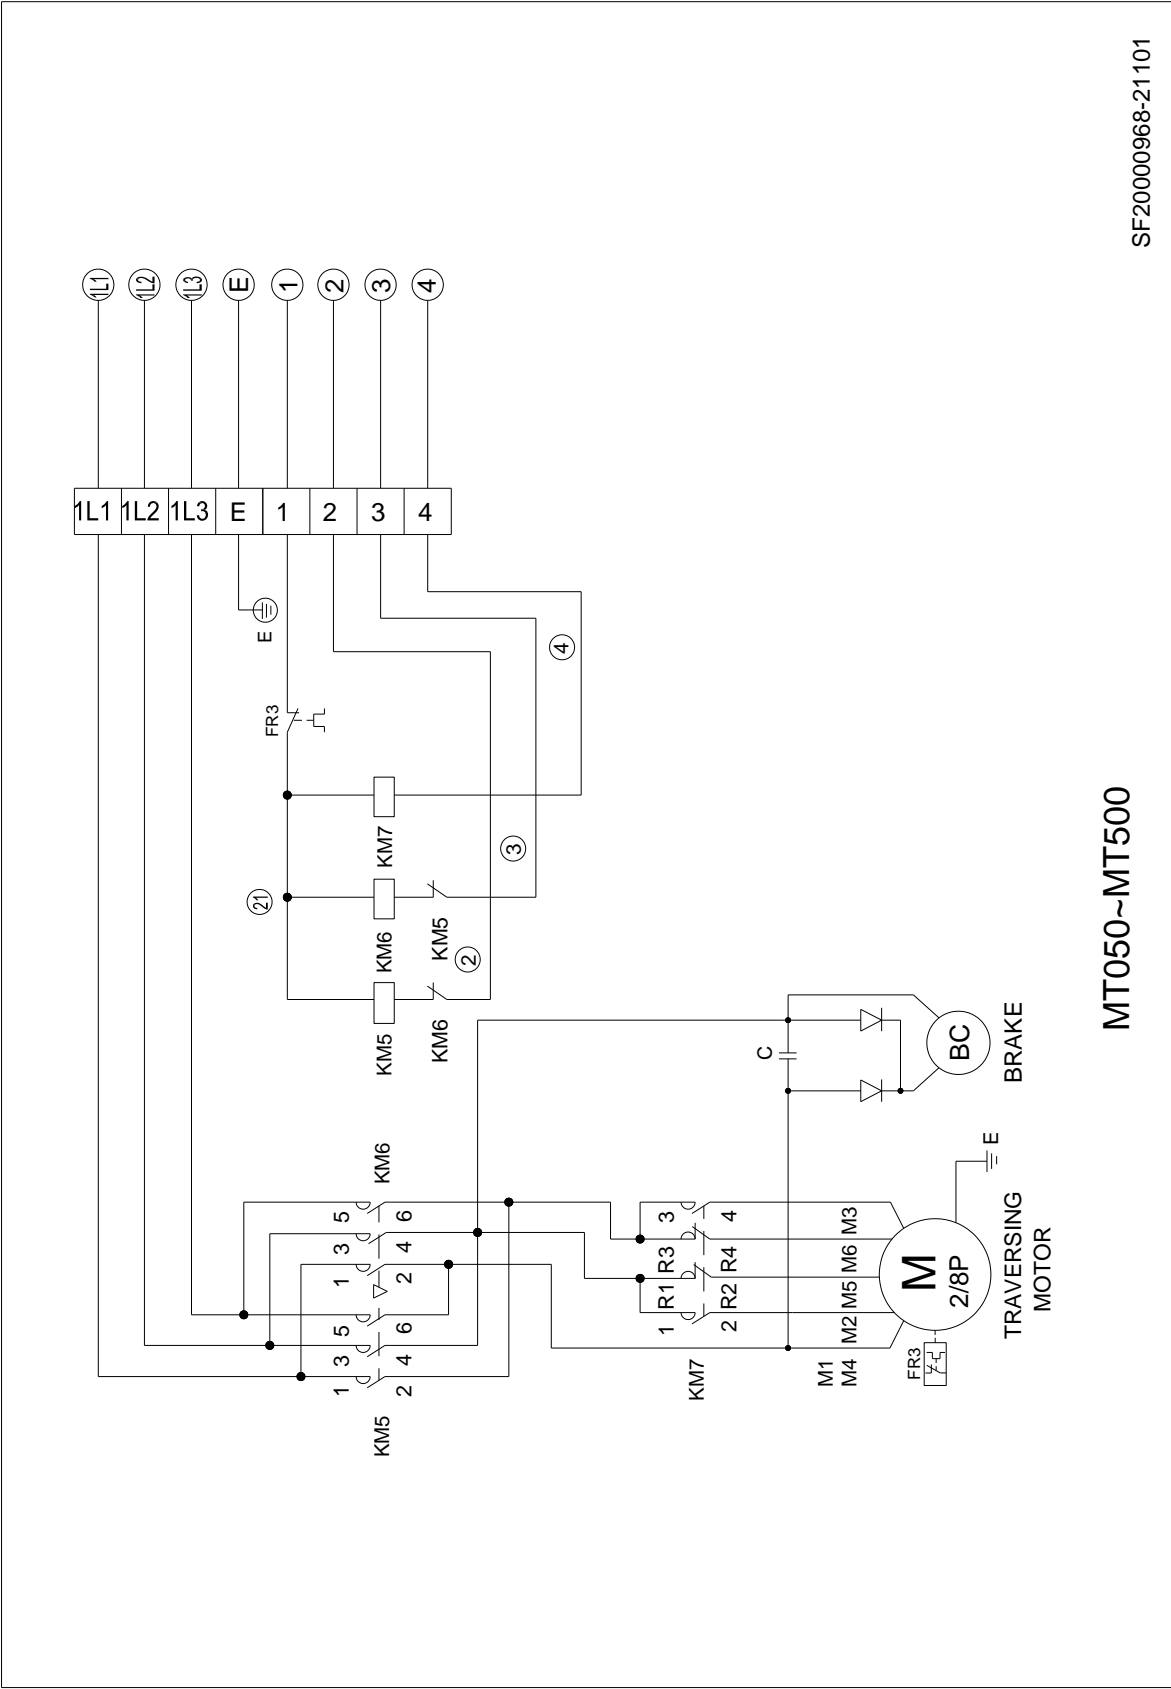 SF20000968-21101
1L1
1L2
1L3
E
1
2
3
4
1L1
1L2
1L3
E
1
2
3
4
E
FR3
4
3
2
21
KM7
KM6
KM5
KM5
KM6
KM6
5
3
1
6
4
2
5
3
1
6
4
2
KM5
3
R3
R1
1
4
R4
R2
2
KM7
M3
M6
M5
M2
M1
M4
C
BC
BRAKE
E
M
2/8P
FR3
TRAVERSING
MOTOR
MT050~MT500